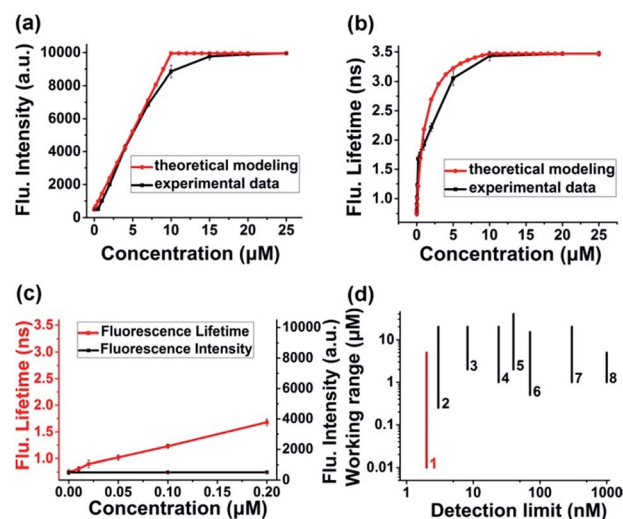 (a)
Flu. Intensity (a.u.)
10000
8000
6000
4000
2000
0
theoretical modeling
experimental data
0 5 10 15 20 25
Concentration (μM)
(b)
Flu. Lifetime (ns)
3.5
3.0
2.5
2.0
1.5
1.0
theoretical modeling
experimental data
0 5 10 15 20 25
Concentration (μM)
(c)
Flu. Lifetime (ns)
3.5
3.0
2.5
2.0
1.5
1.0
Fluorescence Lifetime
Fluorescence Intensity
10000
8000
6000
4000
2000
0
Flu. Intensity (a.u.)
0.00 0.05 0.10 0.15 0.20
Concentration (μM)
(d)
Working range (μM)
10
1
0.1
0.01
1
2
3
4
5
6
7
8
1 10 100 1000
Detection limit (nM)